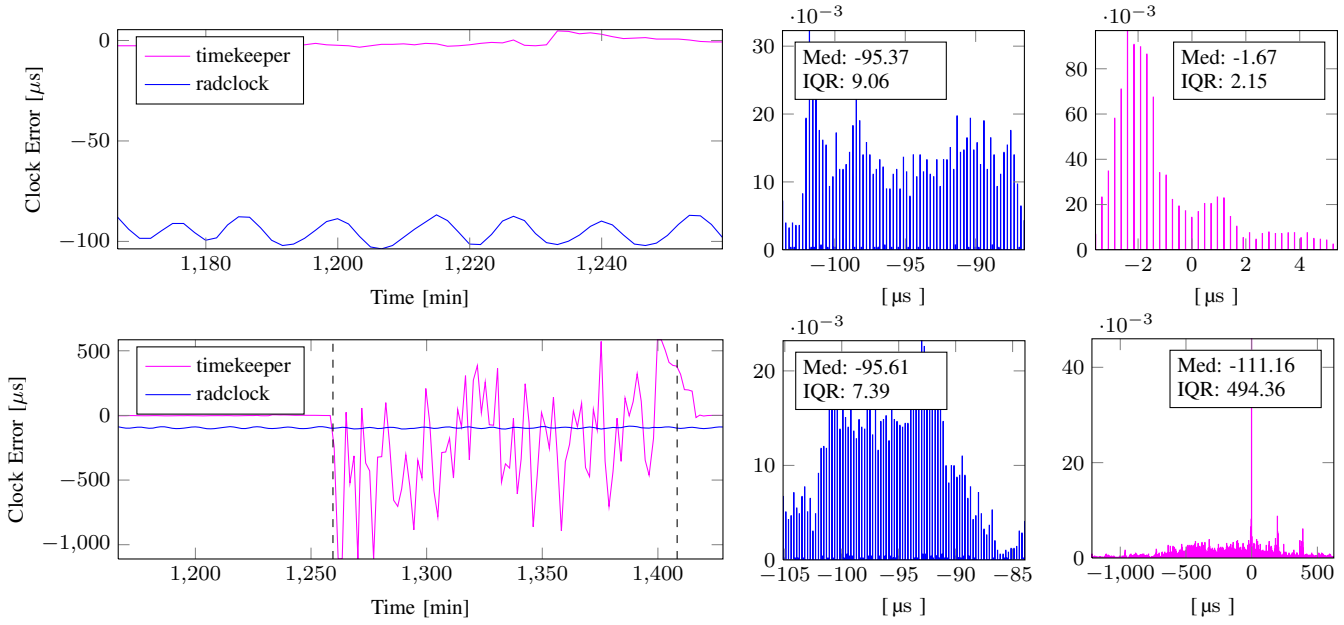 0
−50
−100
Clock Error [µs]
timekeeper
radclock
1,180
1,200
1,220
1,240
Time [min]
·10−3
30
20
10
0
Med: -95.37
IQR: 9.06
−100
−95
−90
[ µs ]
·10−3
80
60
40
20
0
Med: -1.67
IQR: 2.15
−2
0
2
4
[ µs ]
500
0
−500
−1,000
Clock Error [µs]
timekeeper
radclock
1,200
1,250
1,300
1,350
1,400
Time [min]
·10−3
20
10
0
Med: -95.61
IQR: 7.39
−105
−100
−95
−90
−85
[ µs ]
·10−3
40
20
0
Med: -111.16
IQR: 494.36
−1,000
−500
0
500
[ µs ]